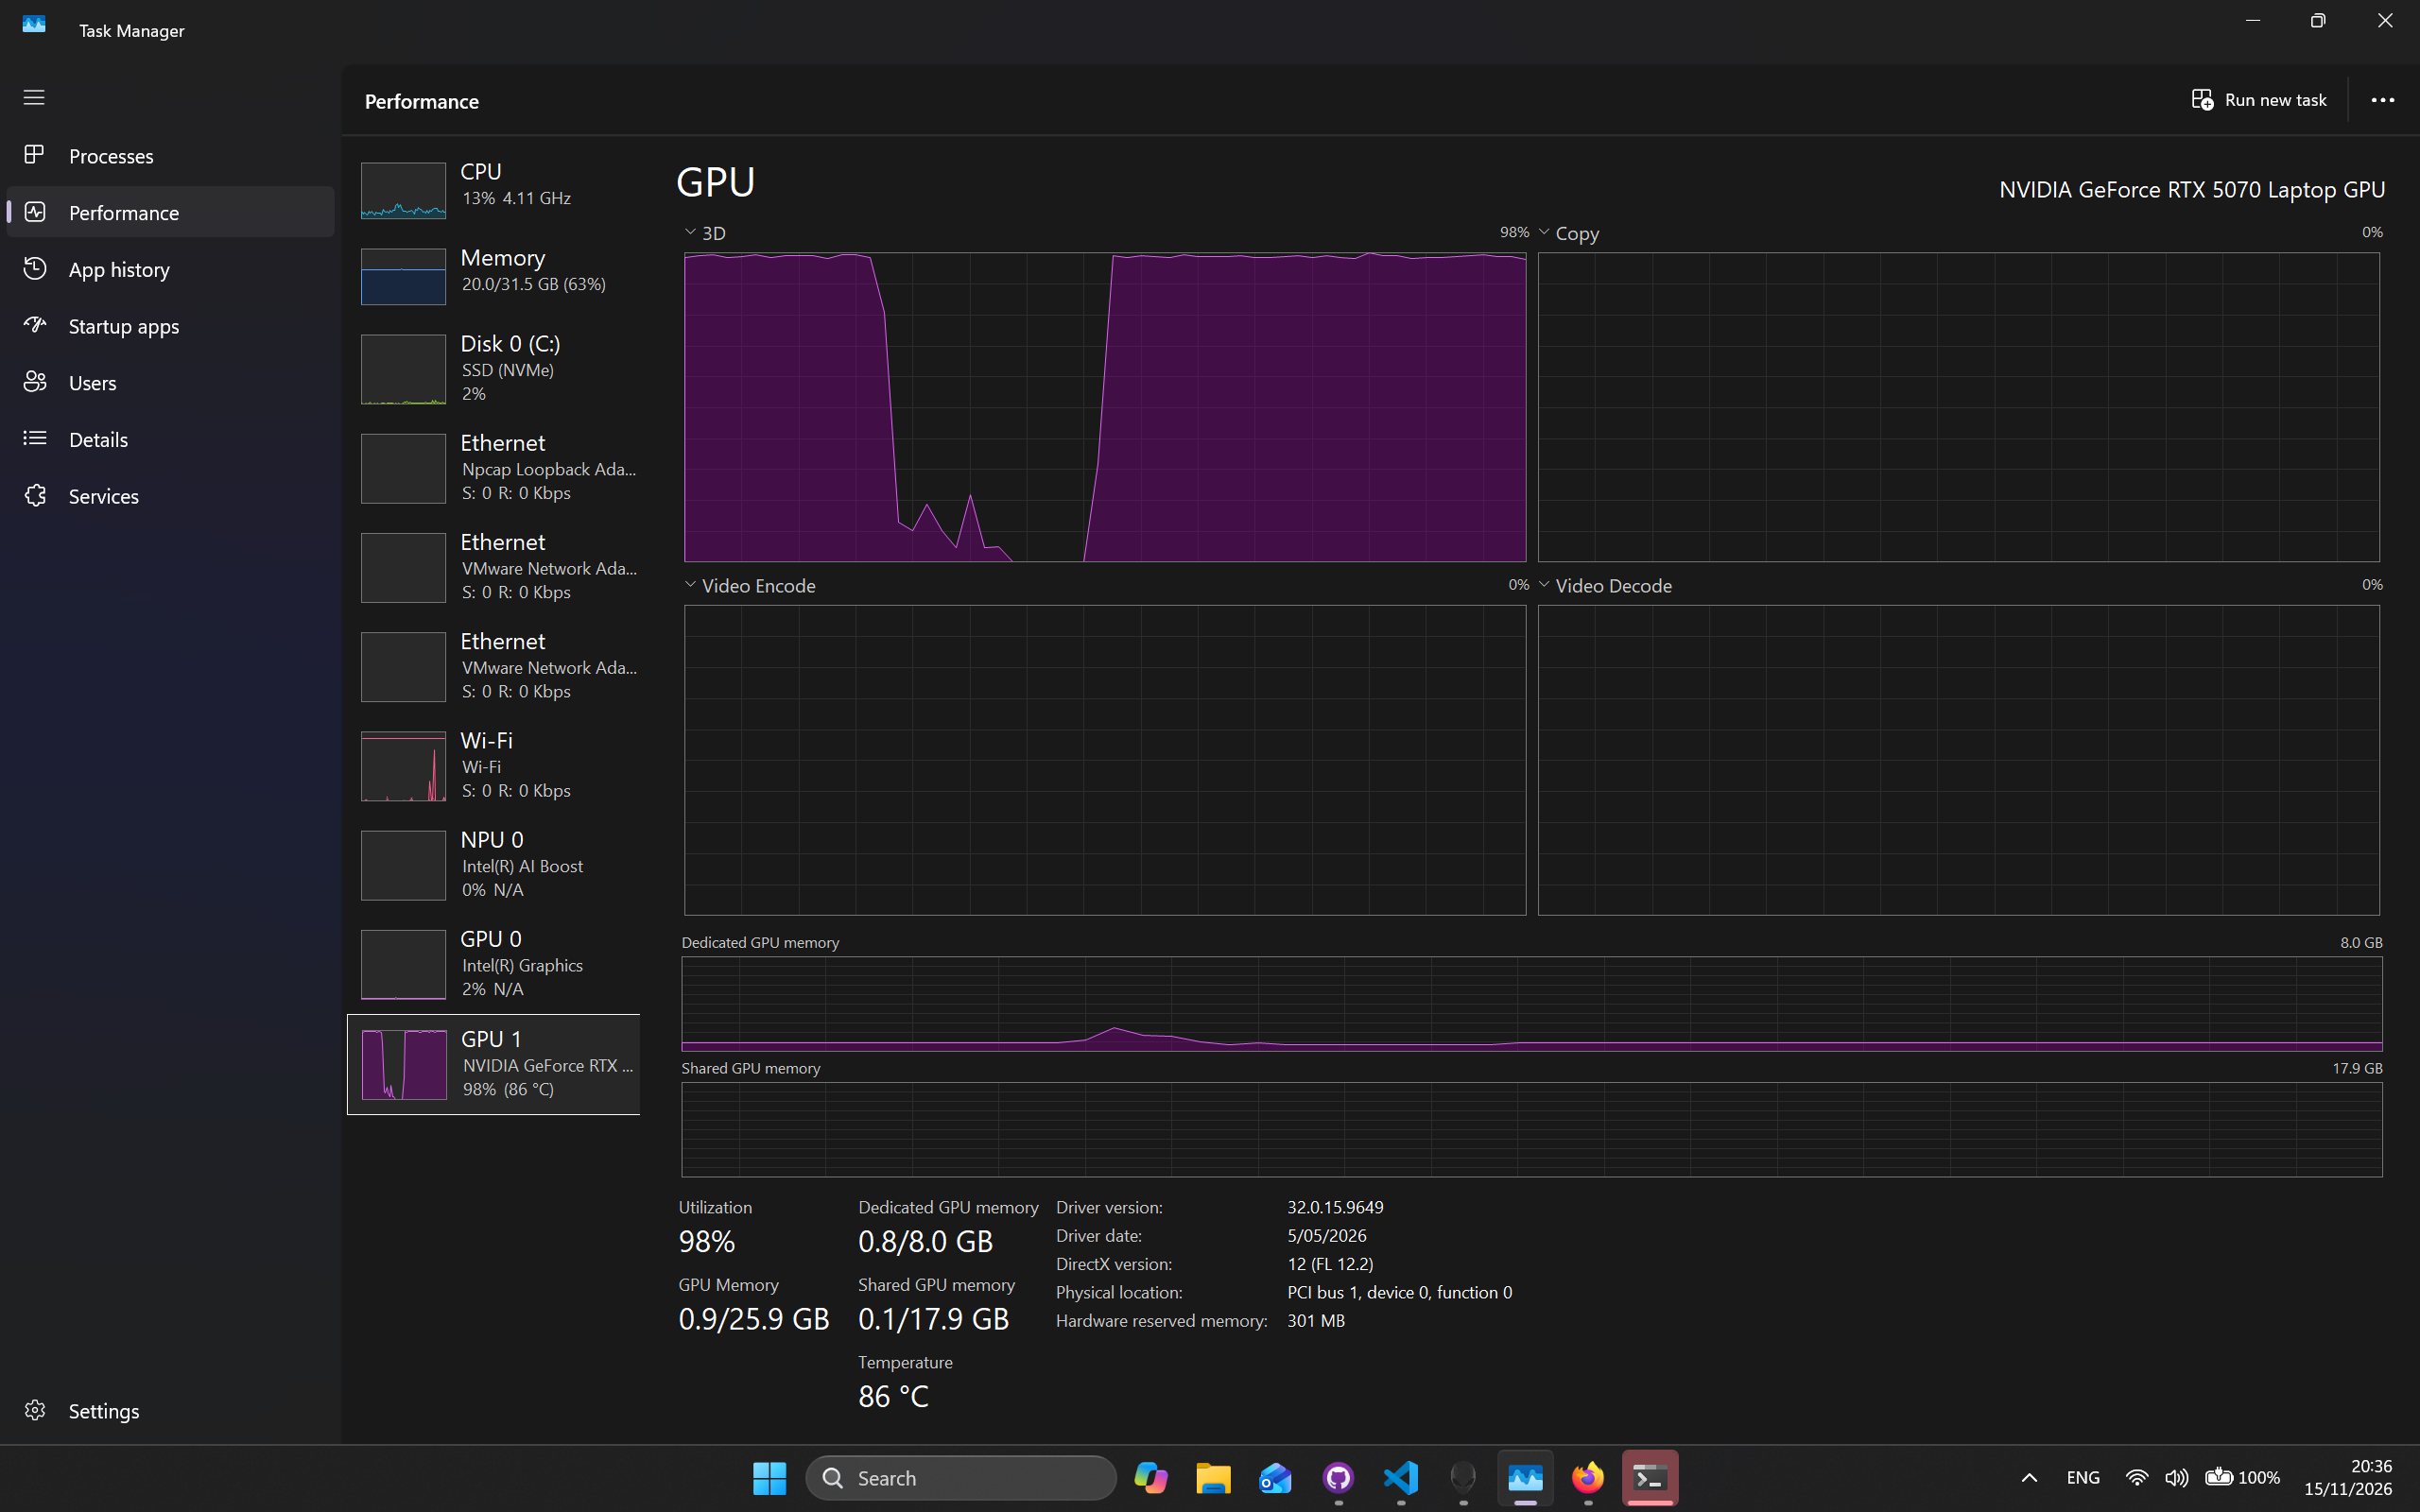 Task Manager
Performance
Run new task
Processes
Performance
App history
Startup apps
Users
Details
Services
Settings
CPU
13% 4.11 GHz
Memory
20.0/31.5 GB (63%)
Disk 0 (C:)
SSD (NVMe)
2%
Ethernet
Npcap Loopback Ada...
S: 0 R: 0 Kbps
Ethernet
VMware Network Ada...
S: 0 R: 0 Kbps
Ethernet
VMware Network Ada...
S: 0 R: 0 Kbps
Wi-Fi
Wi-Fi
S: 0 R: 0 Kbps
NPU 0
Intel(R) AI Boost
0% N/A
GPU 0
Intel(R) Graphics
2% N/A
GPU 1
NVIDIA GeForce RTX ...
98% (86 °C)
GPU
NVIDIA GeForce RTX 5070 Laptop GPU
3D 98%
Copy 0%
Video Encode 0%
Video Decode 0%
Dedicated GPU memory 8.0 GB
Shared GPU memory 17.9 GB
Utilization
98%
GPU Memory
0.9/25.9 GB
Dedicated GPU memory
0.8/8.0 GB
Shared GPU memory
0.1/17.9 GB
Temperature
86 °C
Driver version: 32.0.15.9649
Driver date: 5/05/2026
DirectX version: 12 (FL 12.2)
Physical location: PCI bus 1, device 0, function 0
Hardware reserved memory: 301 MB
Search
ENG
100%
20:36
15/11/2026